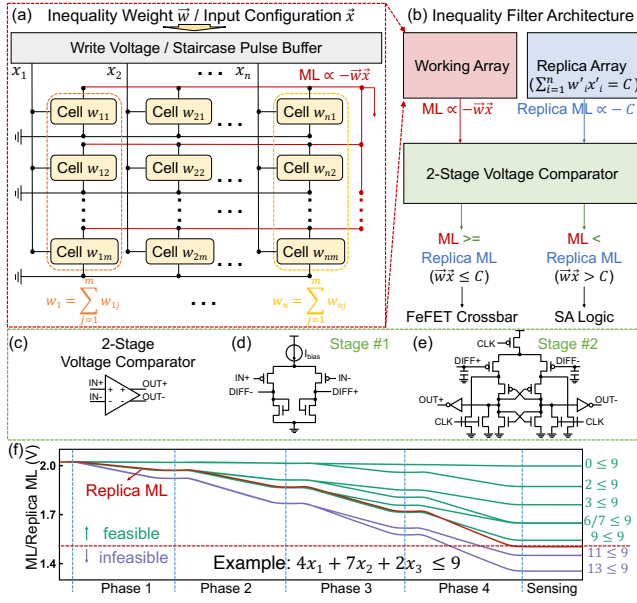 (a) Inequality Weight w⃗ / Input Configuration x⃗
Write Voltage / Staircase Pulse Buffer
x₁ x₂ ... xₙ ML ∝ −w⃗x⃗
Cell w₁₁ Cell w₂₁ ... Cell wₙ₁
Cell w₁₂ Cell w₂₂ ... Cell wₙ₂
Cell w₁ₘ Cell w₂ₘ ... Cell wₙₘ
w₁ = ∑ⱼ₌₁ᵐ w₁ⱼ ... wₙ = ∑ⱼ₌₁ᵐ wₙⱼ
(b) Inequality Filter Architecture
Working Array
Replica Array
(∑ᵢ₌₁ⁿ w'ᵢx'ᵢ = C)
ML ∝ −w⃗x⃗ Replica ML ∝ − C
2-Stage Voltage Comparator
ML >=
Replica ML
(w⃗x⃗ ≤ C)
FeFET Crossbar
ML <
Replica ML
(w⃗x⃗ > C)
SA Logic
(c) 2-Stage
Voltage Comparator
IN+ OUT+
IN- OUT-
+ +
- -
(d) Stage #1
I_bias
IN+ IN-
DIFF- DIFF+
(e) Stage #2
CLK
DIFF+ DIFF-
OUT+ OUT-
CLK CLK
(f)
ML/Replica ML (V)
2.0
1.7
1.4
Replica ML
↑ feasible
↓ infeasible
Example: 4x₁ + 7x₂ + 2x₃ ≤ 9
0 ≤ 9
2 ≤ 9
3 ≤ 9
6/7 ≤ 9
9 ≤ 9
11 ≤ 9
13 ≤ 9
Phase 1 Phase 2 Phase 3 Phase 4 Sensing